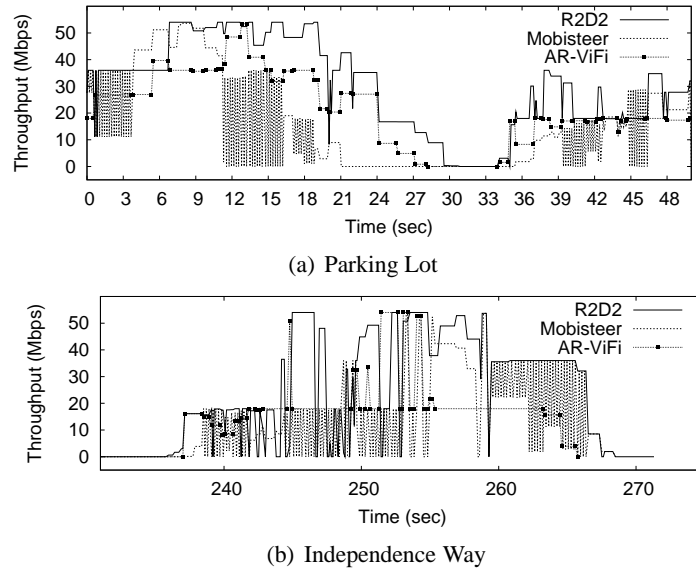 R2D2
Mobisteer
AR-ViFi
Throughput (Mbps)
50
40
30
20
10
0
0 3 6 9 12 15 18 21 24 27 30 33 36 39 42 45 48
Time (sec)
(a) Parking Lot
R2D2
Mobisteer
AR-ViFi
Throughput (Mbps)
50
40
30
20
10
0
240 250 260 270
Time (sec)
(b) Independence Way